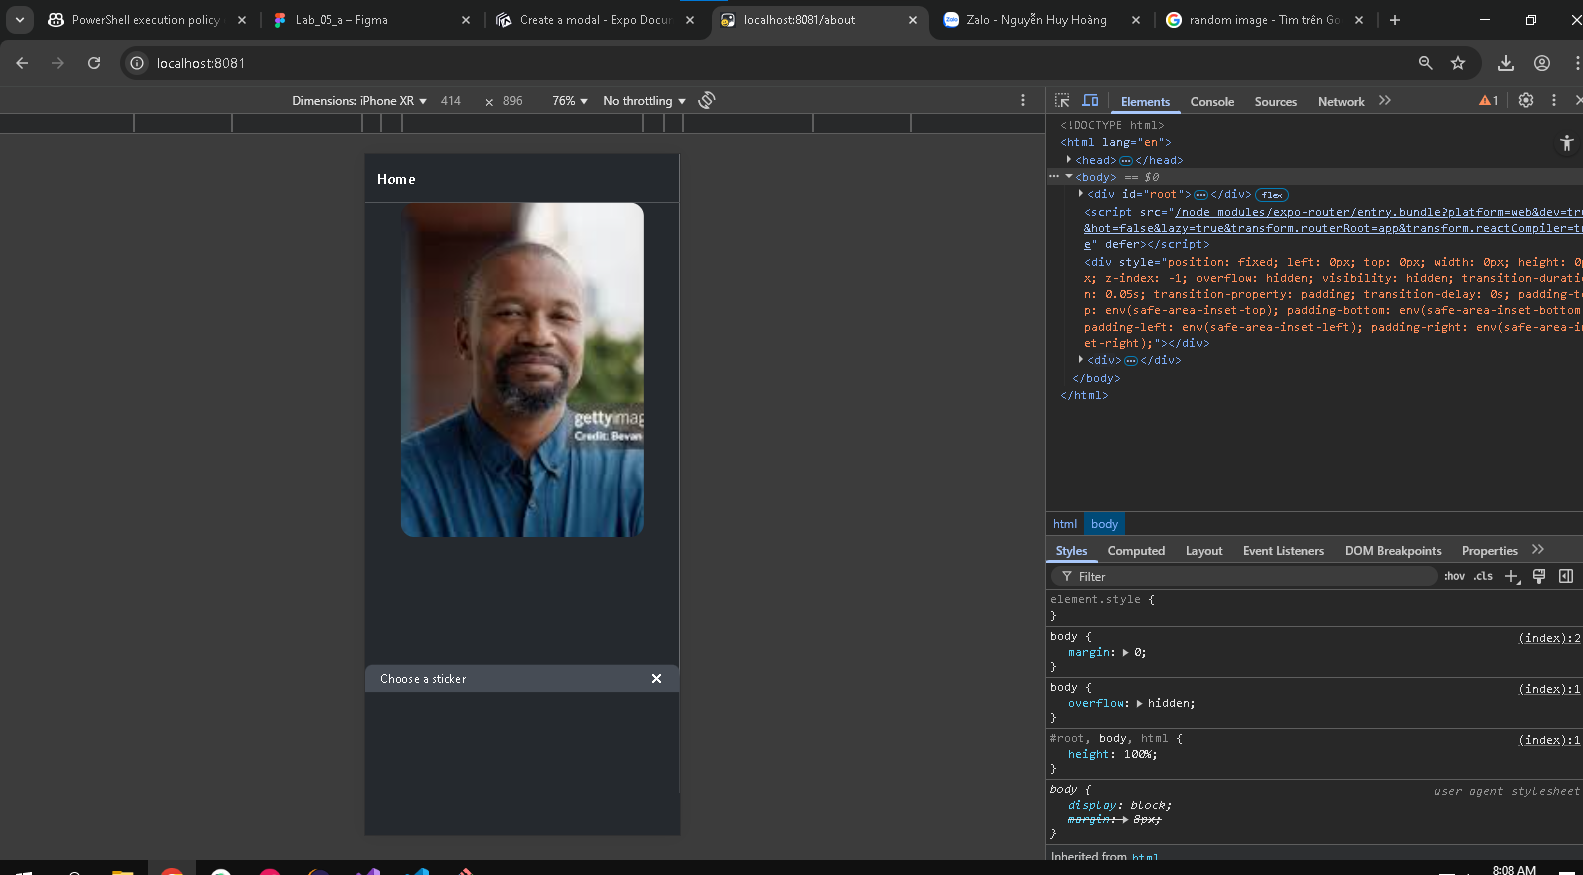 PowerShell execution policy
Lab_05_a – Figma
Create a modal - Expo Docum
localhost:8081/about
Zalo - Nguyễn Huy Hoàng
random image - Tìm trên Go
localhost:8081
Dimensions: iPhone XR
414
×
896
76%
No throttling
Elements
Console
Sources
Network
1
<!DOCTYPE html>
<html lang="en">
<head>
</head>
<body> == $0
<div id="root">
</div>
flex
<script src="/node_modules/expo-router/entry.bundle?platform=web&dev=tr
&hot=false&lazy=true&transform.routerRoot=app&transform.reactCompiler=t
e" defer></script>
<div style="position: fixed; left: 0px; top: 0px; width: 0px; height: 0p
x; z-index: -1; overflow: hidden; visibility: hidden; transition-duratio
n: 0.05s; transition-property: padding; transition-delay: 0s; padding-to
p: env(safe-area-inset-top); padding-bottom: env(safe-area-inset-bottom
padding-left: env(safe-area-inset-left); padding-right: env(safe-area-in
et-right);"></div>
<div>
</div>
</body>
</html>
Home
gettyimag
Credit: Bevan
Choose a sticker
html
body
Styles
Computed
Layout
Event Listeners
DOM Breakpoints
Properties
Filter
:hov
.cls
element.style {
}
body {
(index):2
margin: 0;
}
body {
(index):1
overflow: hidden;
}
#root, body, html {
(index):1
height: 100%;
}
body {
user agent stylesheet
display: block;
margin: 8px;
}
Inherited from html
8:08 AM